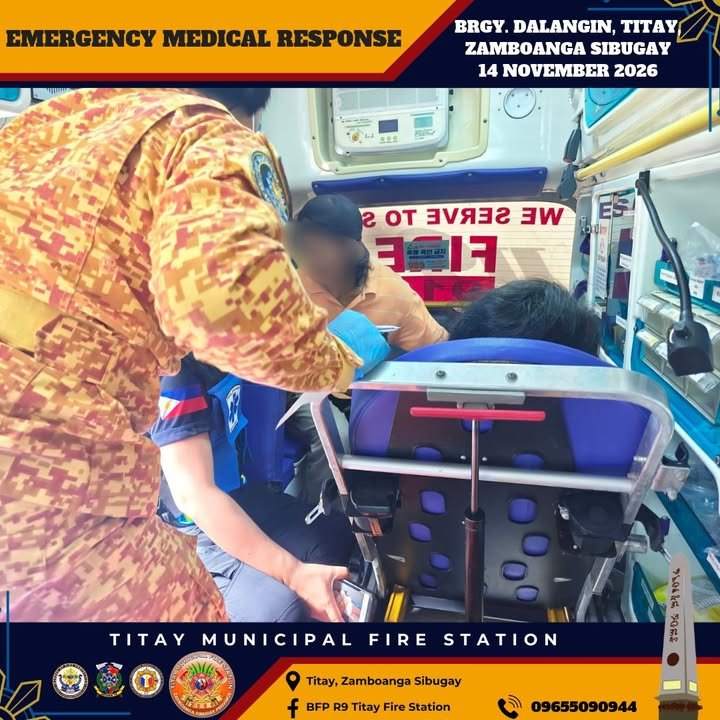 EMERGENCY MEDICAL RESPONSE
BRGY. DALANGIN, TITAY,
ZAMBOANGA SIBUGAY
14 NOVEMBER 2026
WE SERVE TO S
FIRE
ES
TITAY MUNICIPAL FIRE STATION
Titay, Zamboanga Sibugay
BFP R9 Titay Fire Station
09655090944